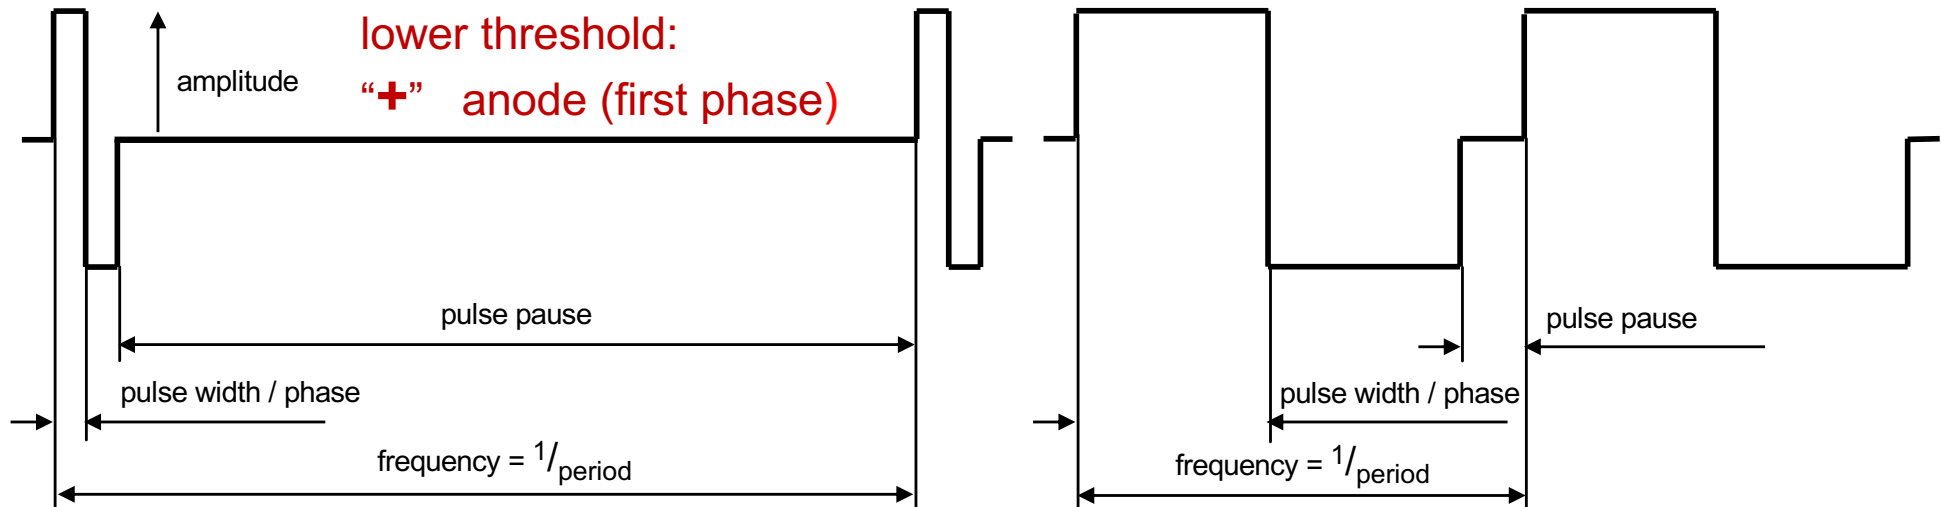 lower threshold:
amplitude
“+” anode (first phase)
pulse pause
pulse pause
pulse width / phase
pulse width / phase
frequency = 1/period
frequency = 1/period